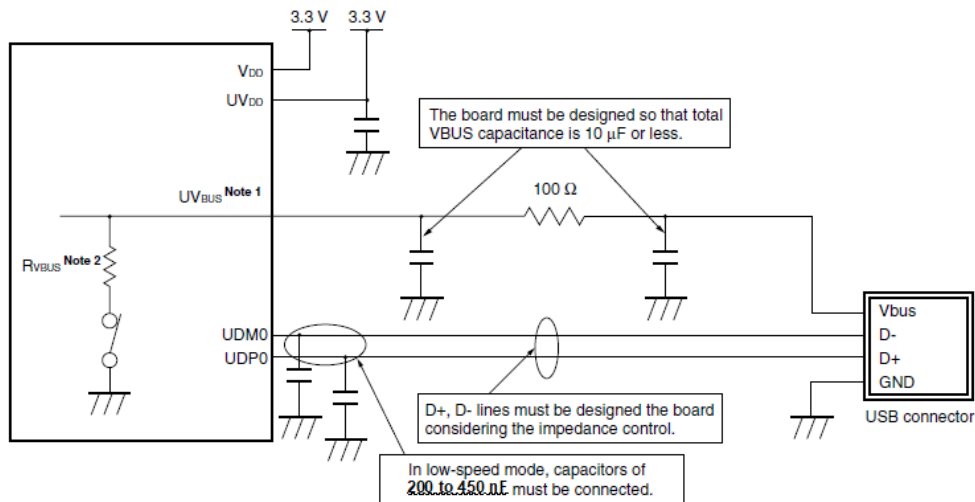 3.3 V 3.3 V
VDD
UVDD
The board must be designed so that total
VBUS capacitance is 10 μF or less.
UVBUS Note 1
100 Ω
RVBUS Note 2
Vbus
UDM0
D-
UDP0
D+
GND
USB connector
D+, D- lines must be designed the board
considering the impedance control.
In low-speed mode, capacitors of
200 to 450 nF must be connected.